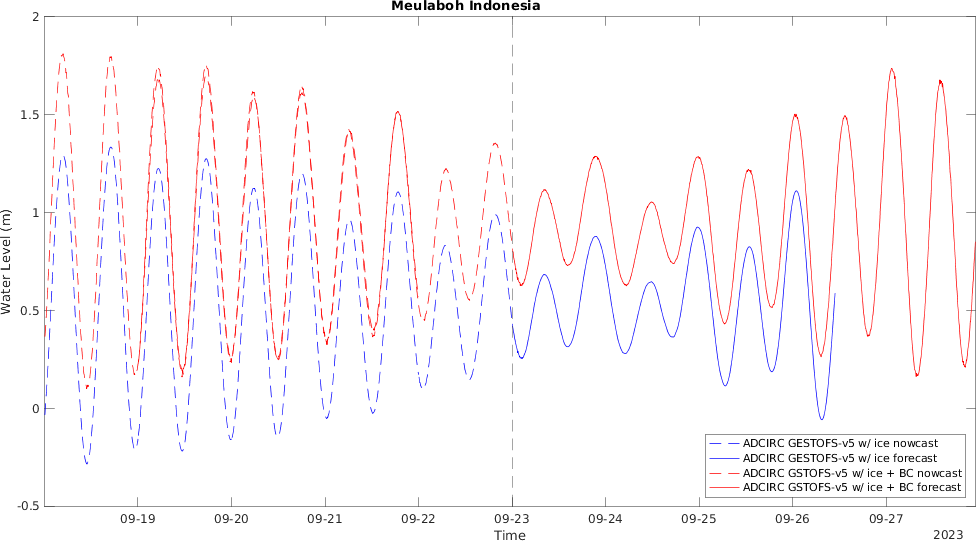 Meulaboh Indonesia
Water Level (m)
2
1.5
1
0.5
0
-0.5
ADCIRC GESTOFS-v5 w/ ice nowcast
ADCIRC GESTOFS-v5 w/ ice forecast
ADCIRC GSTOFS-v5 w/ ice + BC nowcast
ADCIRC GSTOFS-v5 w/ ice + BC forecast
09-19 09-20 09-21 09-22 09-23 09-24 09-25 09-26 09-27
Time
2023